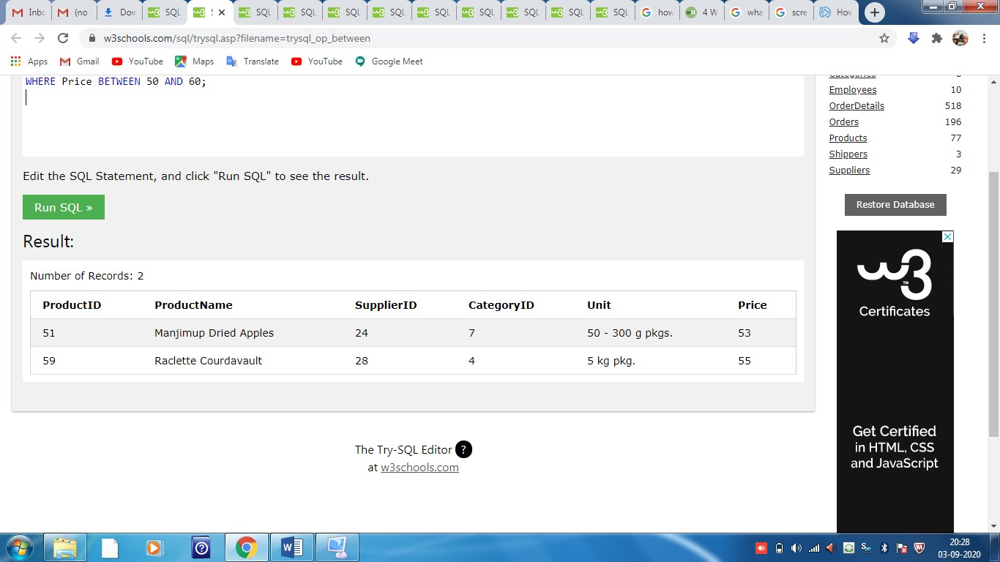 Inbo
(no
Dow
SQL
S
SQL
SQL
SQL
SQL
SQL
SQL
SQL
SQL
SQL
how
4 W
wha
scre
How
w3schools.com/sql/trysql.asp?filename=trysql_op_between
Apps Gmail YouTube Maps Translate YouTube Google Meet
WHERE Price BETWEEN 50 AND 60;
Edit the SQL Statement, and click "Run SQL" to see the result.
Run SQL »
Result:
Number of Records: 2
ProductID ProductName SupplierID CategoryID Unit Price
51 Manjimup Dried Apples 24 7 50 - 300 g pkgs. 53
59 Raclette Courdavault 28 4 5 kg pkg. 55
The Try-SQL Editor ?
at w3schools.com
Categories 8
Employees 10
OrderDetails 518
Orders 196
Products 77
Shippers 3
Suppliers 29
Restore Database
w3
™
Certificates
Get Certified
in HTML, CSS
and JavaScript
20:28
03-09-2020